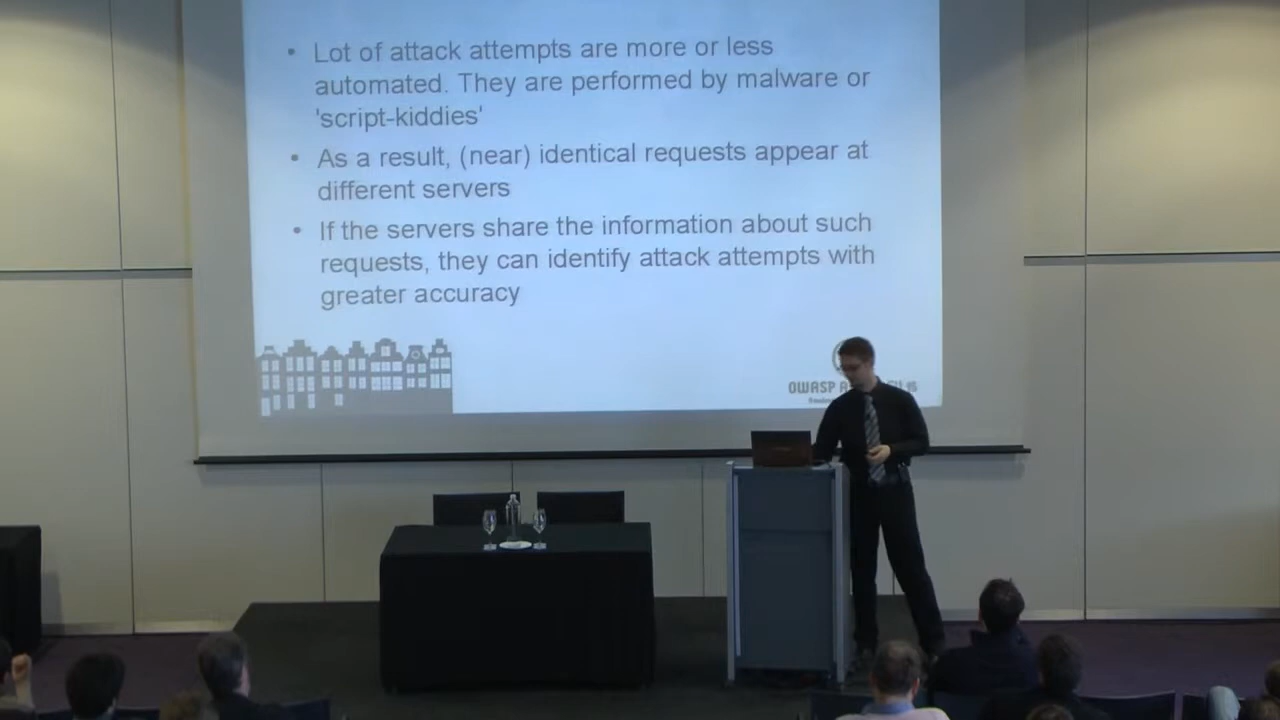 • Lot of attack attempts are more or less
automated. They are performed by malware or
'script-kiddies'
• As a result, (near) identical requests appear at
different servers
• If the servers share the information about such
requests, they can identify attack attempts with
greater accuracy
OWASP